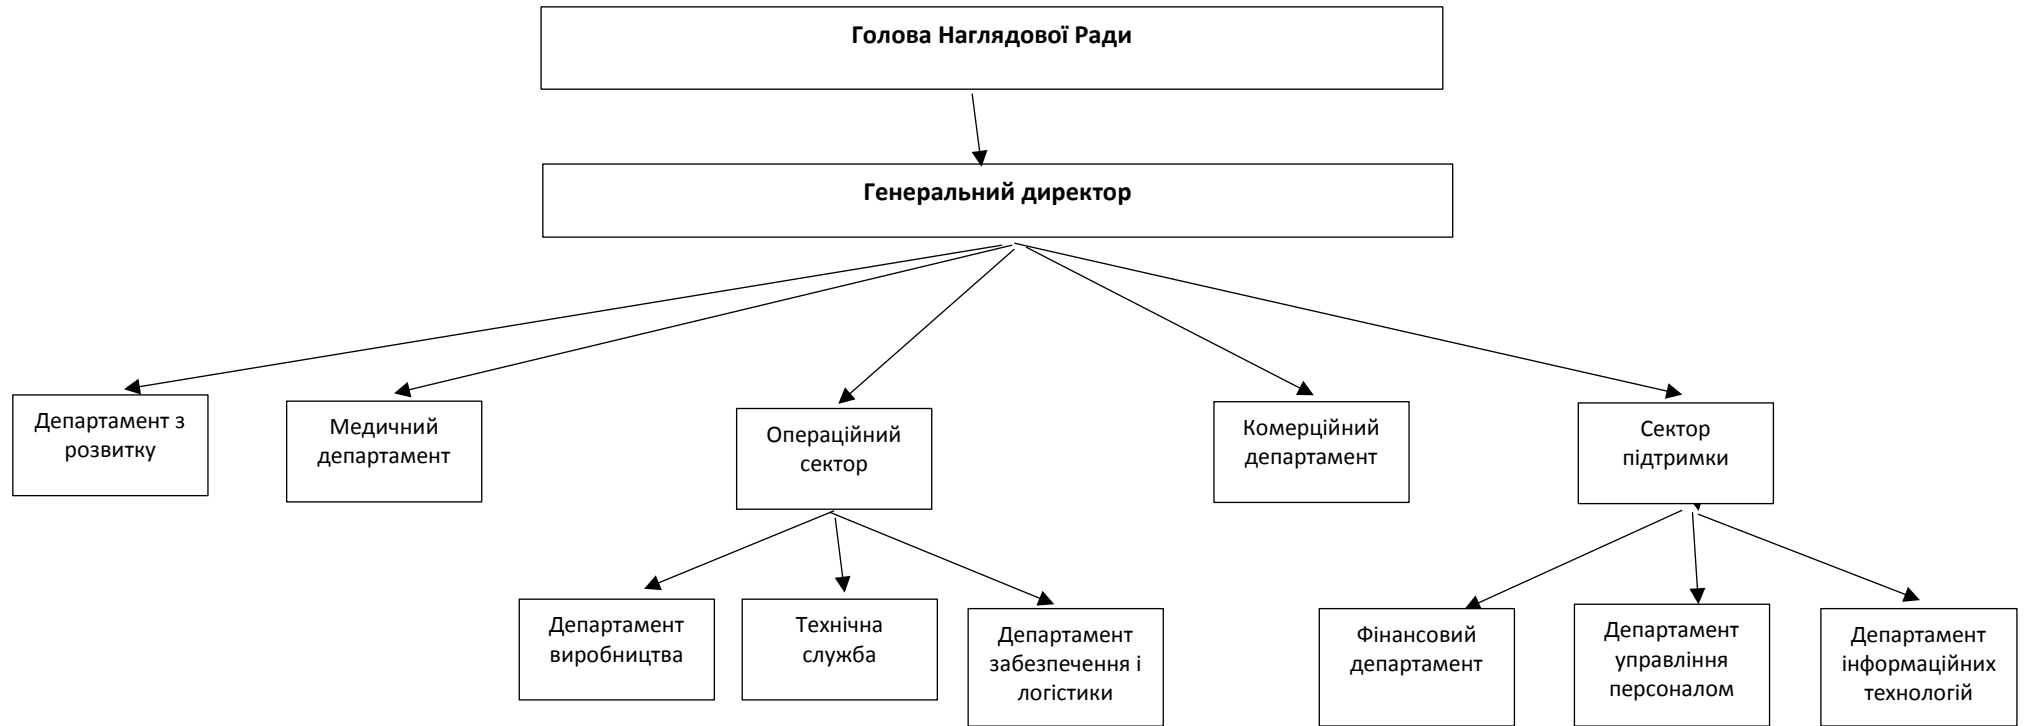 Голова Наглядової Ради
Генеральний директор
Департамент з
розвитку
Медичний
департамент
Операційний
сектор
Комерційний
департамент
Сектор
підтримки
Департамент
виробництва
Технічна
служба
Департамент
забезпечення і
логістики
Фінансовий
департамент
Департамент
управління
персоналом
Департамент
інформаційних
технологій